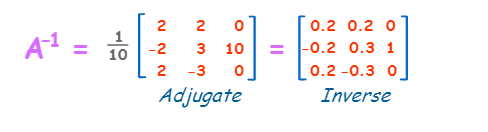 A-1 = 1/10 [2 2 0 = [0.2 0.2 0
-2 3 10 -0.2 0.3 1
2 -3 0] 0.2 -0.3 0]
Adjugate Inverse